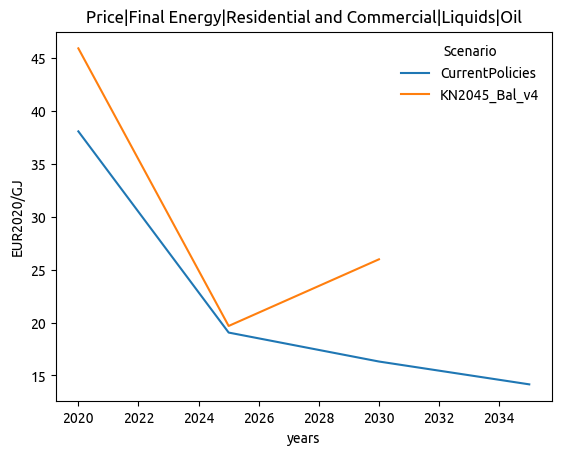 Price|Final Energy|Residential and Commercial|Liquids|Oil
Scenario
CurrentPolicies
KN2045_Bal_v4
EUR2020/GJ
45
40
35
30
25
20
15
2020 2022 2024 2026 2028 2030 2032 2034
years